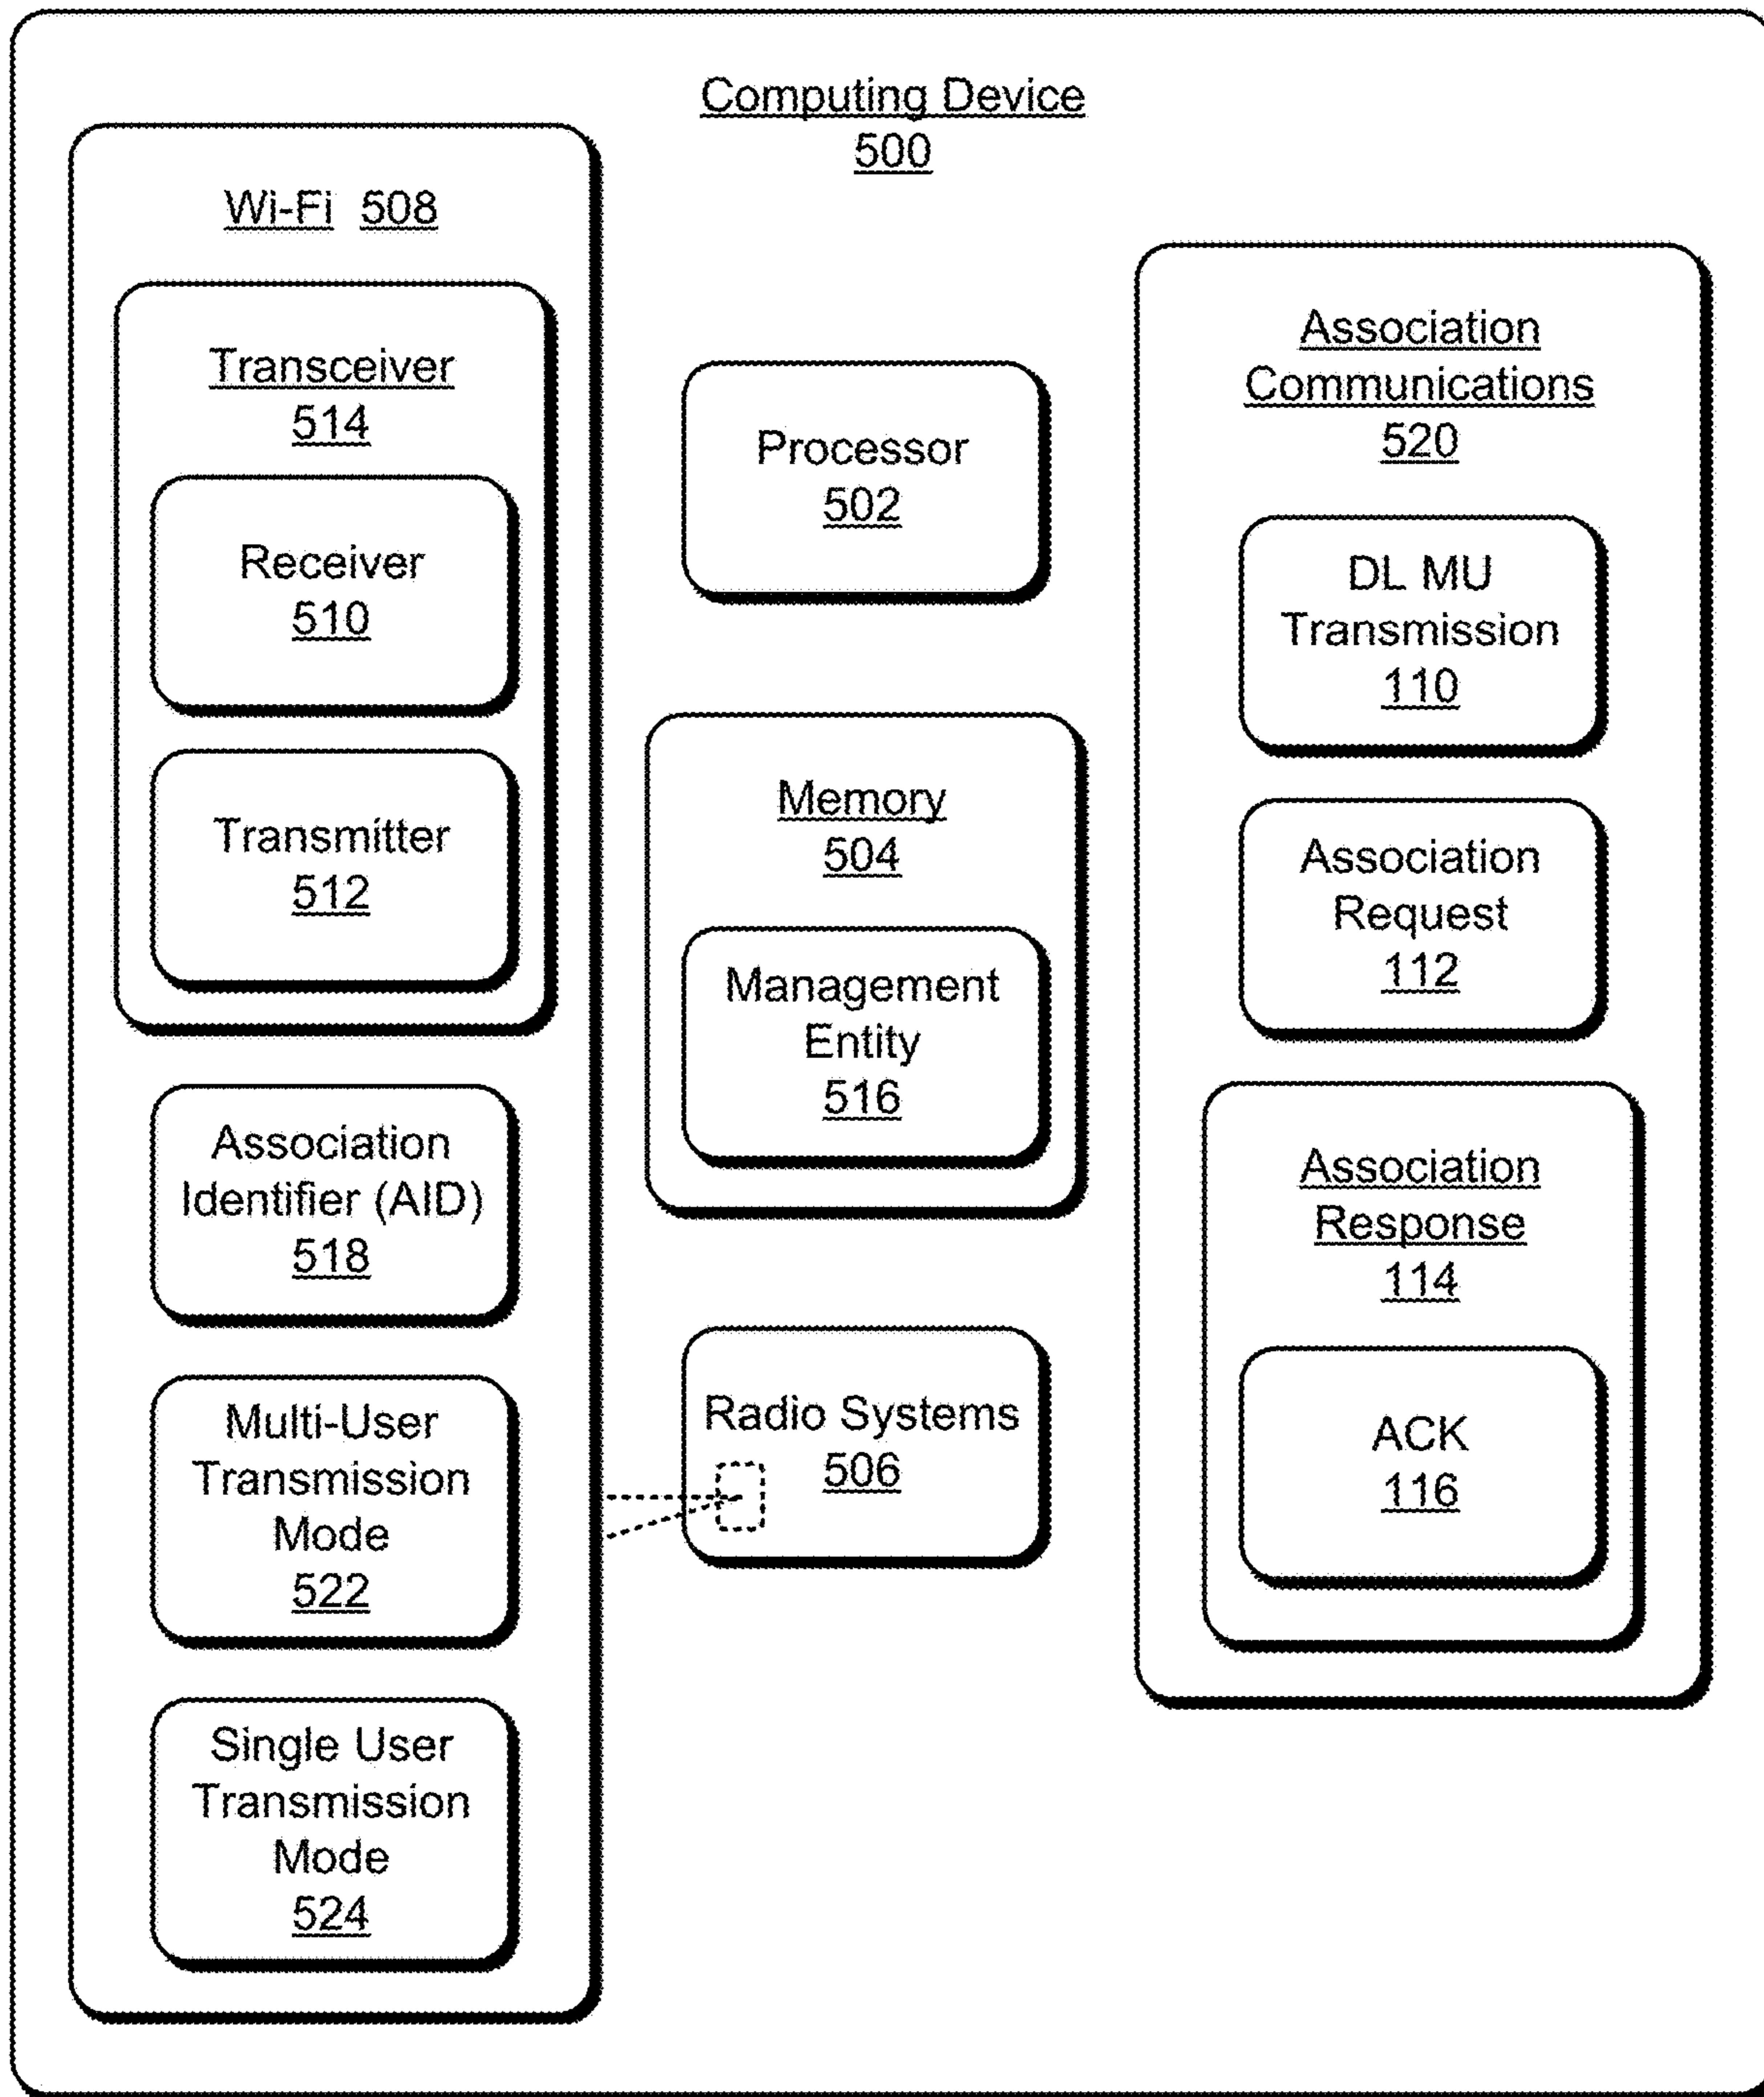 Computing Device
500
Wi-Fi 508
Transceiver
514
Receiver
510
Transmitter
512
Association
Identifier (AID)
518
Multi-User
Transmission
Mode
522
Single User
Transmission
Mode
524
Processor
502
Memory
504
Management
Entity
516
Radio Systems
506
Association
Communications
520
DL MU
Transmission
110
Association
Request
112
Association
Response
114
ACK
116